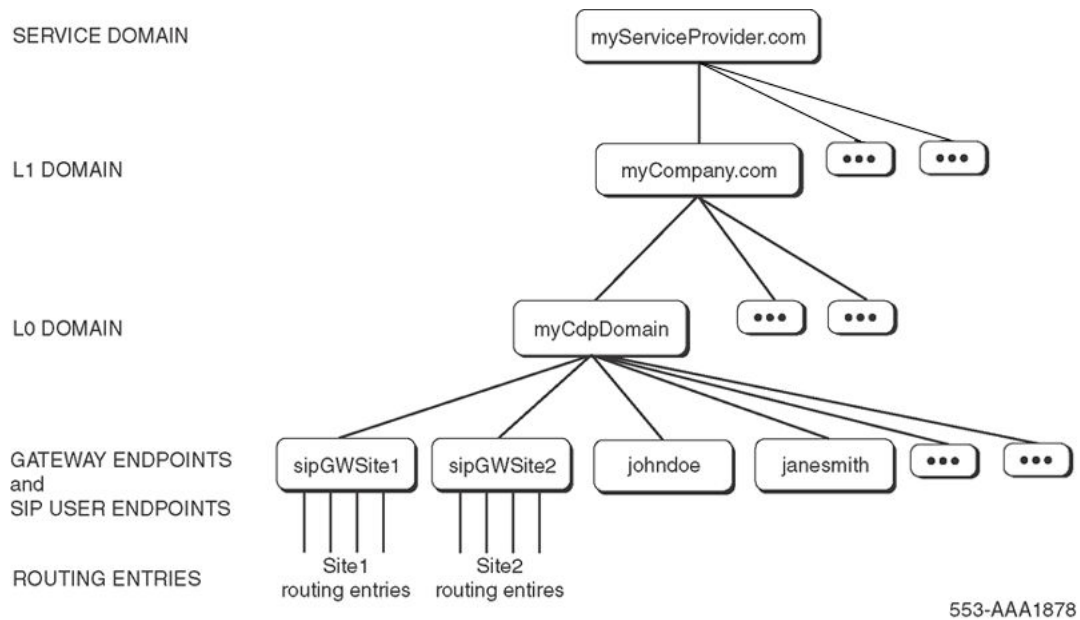 SERVICE DOMAIN
myServiceProvider.com
L1 DOMAIN
myCompany.com
•••
•••
L0 DOMAIN
myCdpDomain
•••
•••
GATEWAY ENDPOINTS
and
SIP USER ENDPOINTS
sipGWSite1
sipGWSite2
johndoe
janesmith
•••
•••
ROUTING ENTRIES
Site1
routing entries
Site2
routing entires
553-AAA1878